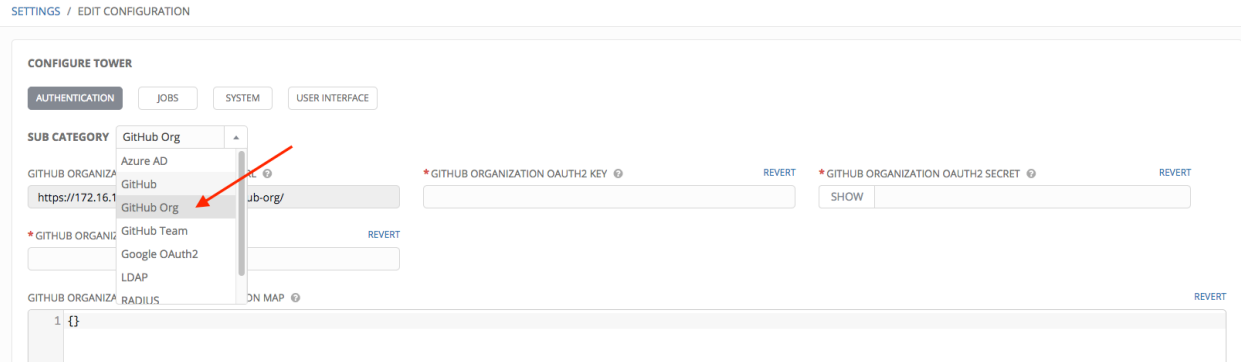 SETTINGS / EDIT CONFIGURATION
CONFIGURE TOWER
AUTHENTICATION JOBS SYSTEM USER INTERFACE
SUB CATEGORY GitHub Org
Azure AD
GitHub
GitHub Org
GitHub Team
Google OAuth2
LDAP
RADIUS
GITHUB ORGANIZA
https://172.16.1 ub-org/
* GITHUB ORGANIZATION OAUTH2 KEY REVERT
* GITHUB ORGANIZATION OAUTH2 SECRET REVERT
SHOW
* GITHUB ORGANIZ REVERT
GITHUB ORGANIZA ON MAP REVERT
1 {}